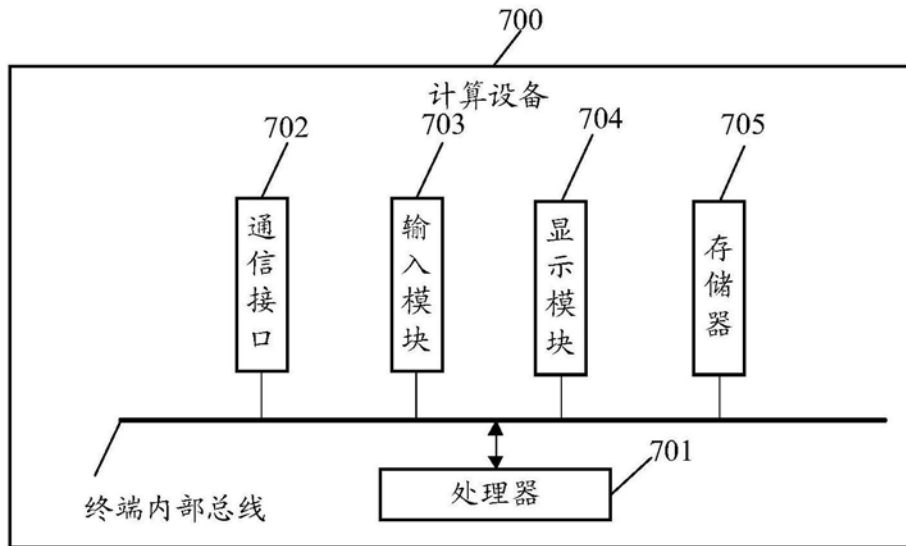 700
计算设备
702
703
704
705
通信接口
输入模块
显示模块
存储器
701
处理器
终端内部总线